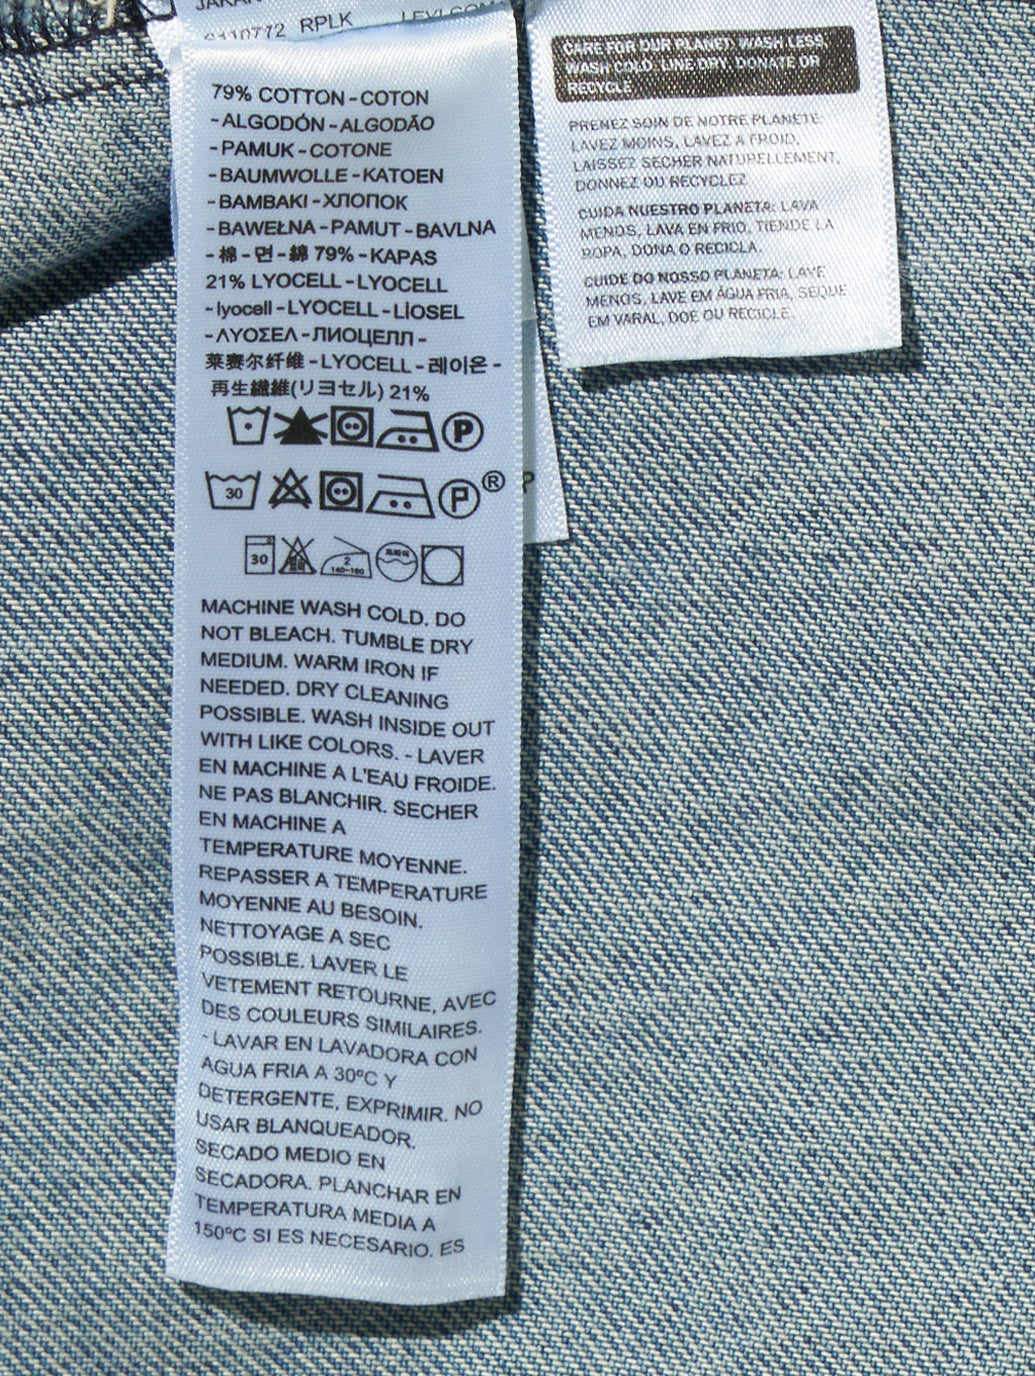 RPLK
79% COTTON - COTON
- ALGODÓN - ALGODÃO
- PAMUK - COTONE
- BAUMWOLLE - KATOEN
- BAMBAKI - ХЛОПОК
- BAWEŁNA - PAMUT - BAVLNA
- 棉 - 면 - 綿 79% - KAPAS
21% LYOCELL - LYOCELL
- lyocell - LYOCELL - LİOSEL
- ΛΥΟΣΕΛ - ЛИОЦЕЛЛ -
莱赛尔纤维 - LYOCELL - 레이온 -
再生繊維(リヨセル) 21%
P
30 P®
30 2 140~160
MACHINE WASH COLD. DO
NOT BLEACH. TUMBLE DRY
MEDIUM. WARM IRON IF
NEEDED. DRY CLEANING
POSSIBLE. WASH INSIDE OUT
WITH LIKE COLORS. - LAVER
EN MACHINE A L'EAU FROIDE.
NE PAS BLANCHIR. SECHER
EN MACHINE A
TEMPERATURE MOYENNE.
REPASSER A TEMPERATURE
MOYENNE AU BESOIN.
NETTOYAGE A SEC
POSSIBLE. LAVER LE
VETEMENT RETOURNE, AVEC
DES COULEURS SIMILAIRES.
- LAVAR EN LAVADORA CON
AGUA FRIA A 30ºC Y
DETERGENTE, EXPRIMIR. NO
USAR BLANQUEADOR.
SECADO MEDIO EN
SECADORA. PLANCHAR EN
TEMPERATURA MEDIA A
150ºC SI ES NECESARIO. ES
CARE FOR OUR PLANET: WASH LESS,
WASH COLD, LINE DRY, DONATE OR
RECYCLE.
PRENEZ SOIN DE NOTRE PLANETE:
LAVEZ MOINS, LAVEZ A FROID,
LAISSEZ SECHER NATURELLEMENT,
DONNEZ OU RECYCLEZ
CUIDA NUESTRO PLANETA: LAVA
MENOS, LAVA EN FRIO, TIENDE LA
ROPA, DONA O RECICLA.
CUIDE DO NOSSO PLANETA: LAVE
MENOS, LAVE EM ÁGUA FRIA, SEQUE
EM VARAL, DOE OU RECICLE.